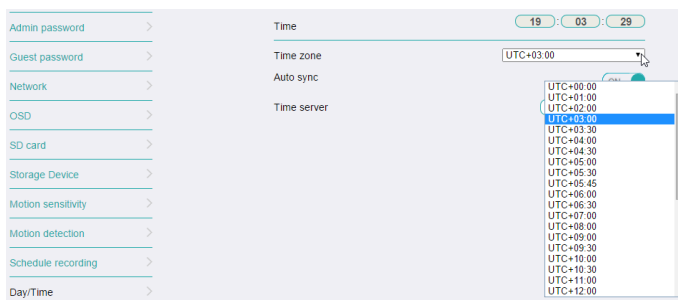 Admin password
Guest password
Network
OSD
SD card
Storage Device
Motion sensitivity
Motion detection
Schedule recording
Day/Time
Time
19 : 03 : 29
Time zone
UTC+03:00
Auto sync
ON
Time server
UTC+00:00
UTC+01:00
UTC+02:00
UTC+03:00
UTC+03:30
UTC+04:00
UTC+04:30
UTC+05:00
UTC+05:30
UTC+05:45
UTC+06:00
UTC+06:30
UTC+07:00
UTC+08:00
UTC+09:00
UTC+09:30
UTC+10:00
UTC+10:30
UTC+11:00
UTC+12:00